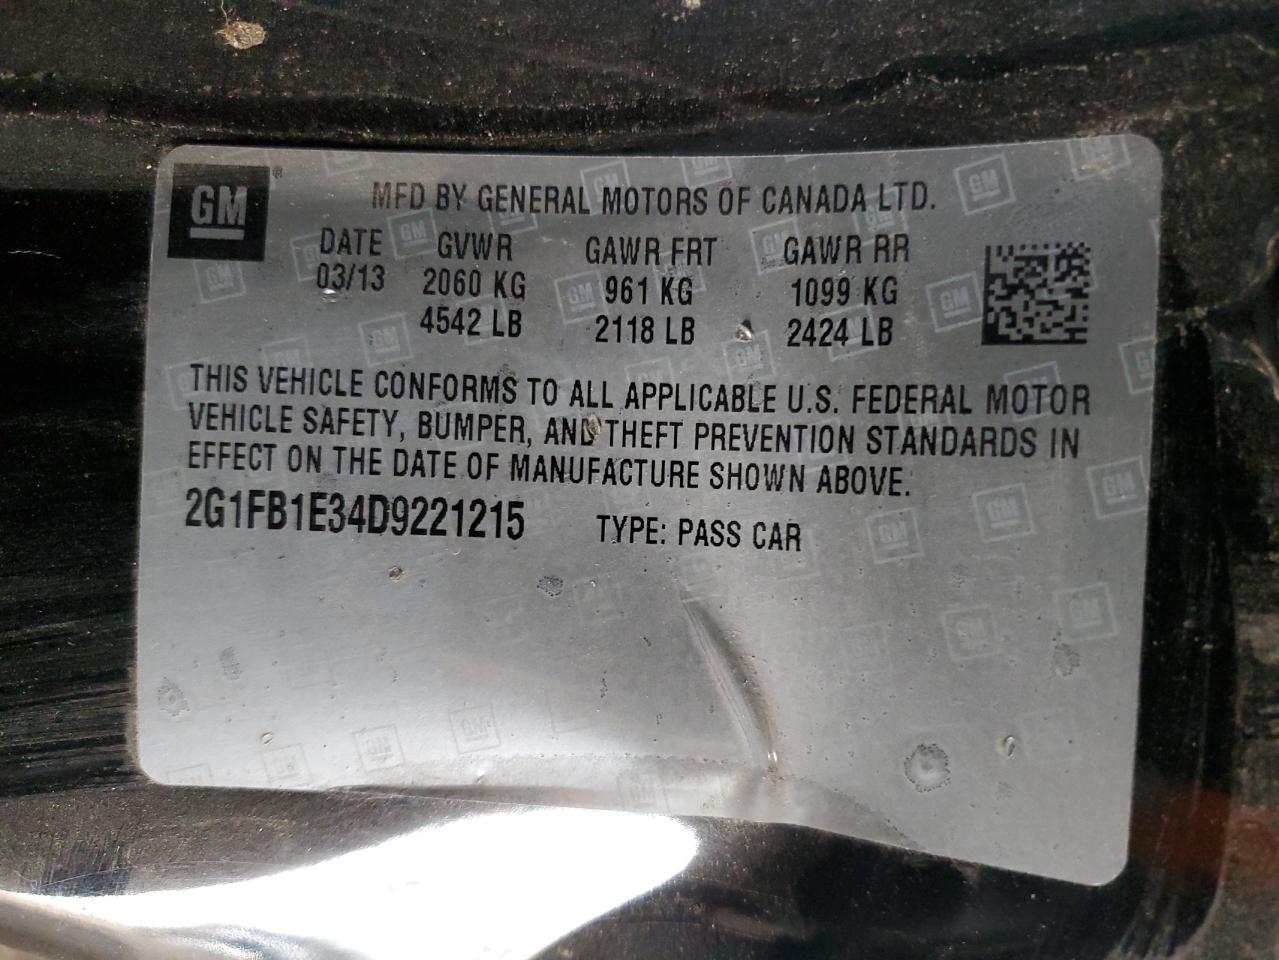 GM ®
MFD BY GENERAL MOTORS OF CANADA LTD.
DATE GVWR GAWR FRT GAWR RR
03/13 2060 KG 961 KG 1099 KG
4542 LB 2118 LB 2424 LB
THIS VEHICLE CONFORMS TO ALL APPLICABLE U.S. FEDERAL MOTOR
VEHICLE SAFETY, BUMPER, AND THEFT PREVENTION STANDARDS IN
EFFECT ON THE DATE OF MANUFACTURE SHOWN ABOVE.
2G1FB1E34D9221215 TYPE: PASS CAR